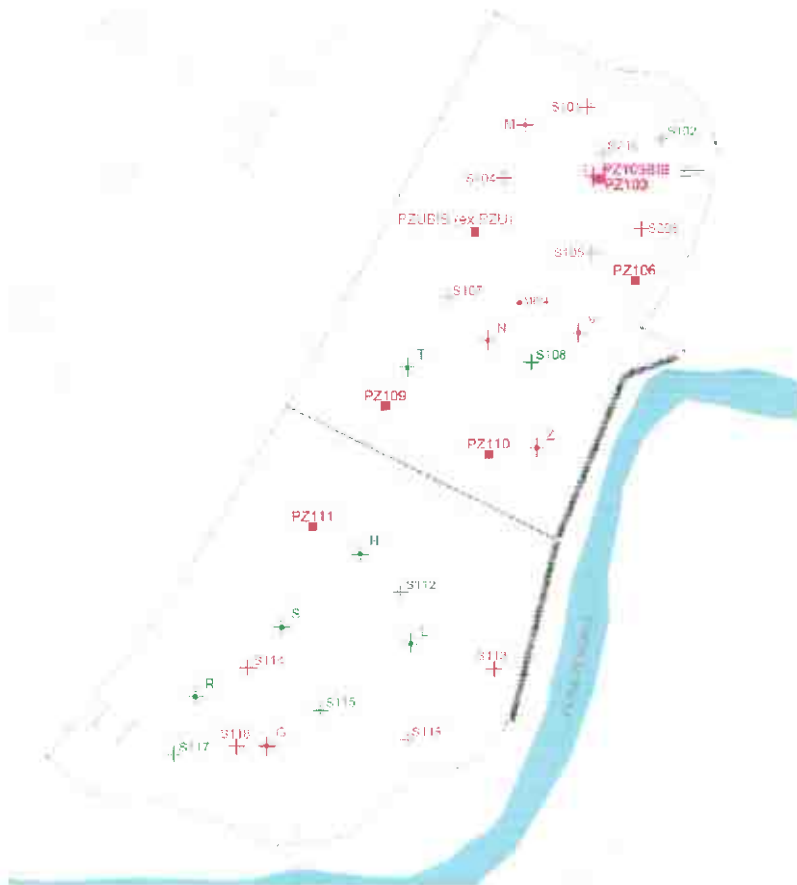 S101
M
S102
S104
PZ103BIS
PZ103
PZUBIS (ex PZU)
S105
PZ106
S107
N
V
T
S108
PZ109
PZ110
Z
PZ111
H
S112
S
L
S114
S113
R
S115
S118
G
S116
S117